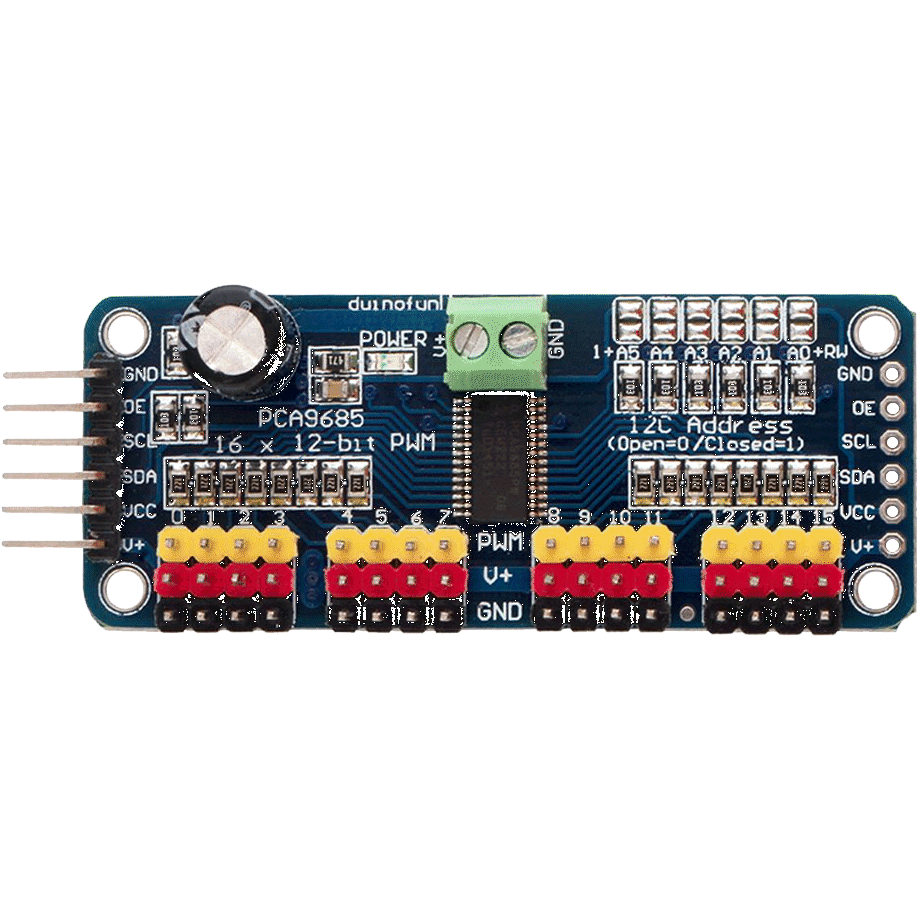 duinofun
POWER
V+
GND
1+A5 A4 A3 A2 A1 A0+RW
GND
OE
SCL
SDA
VCC
V+
PCA9685
16 x 12-bit PWM
I2C Address
(Open=0/Closed=1)
GND
OE
SCL
SDA
VCC
V+
0 1 2 3
4 5 6 7
8 9 10 11
12 13 14 15
PWM
V+
GND